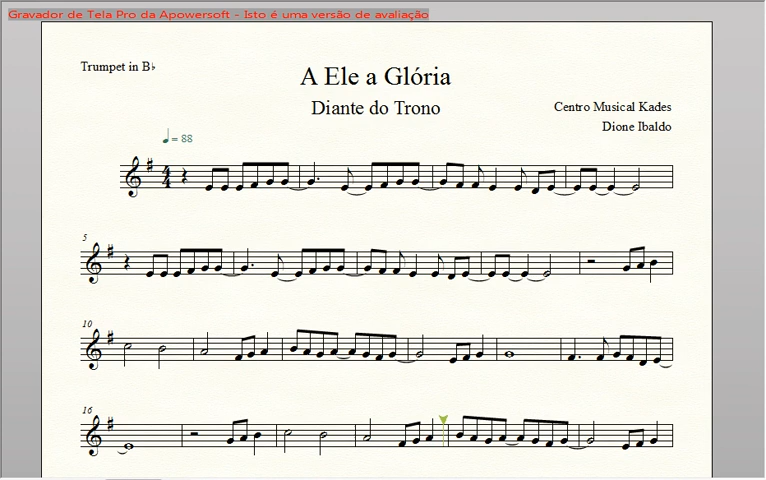 Gravador de Tela Pro da Apowersoft - Isto é uma versão de avaliação
Trumpet in B♭
A Ele a Glória
Diante do Trono
Centro Musical Kades
Dione Ibaldo
= 88
4
4
5
10
16